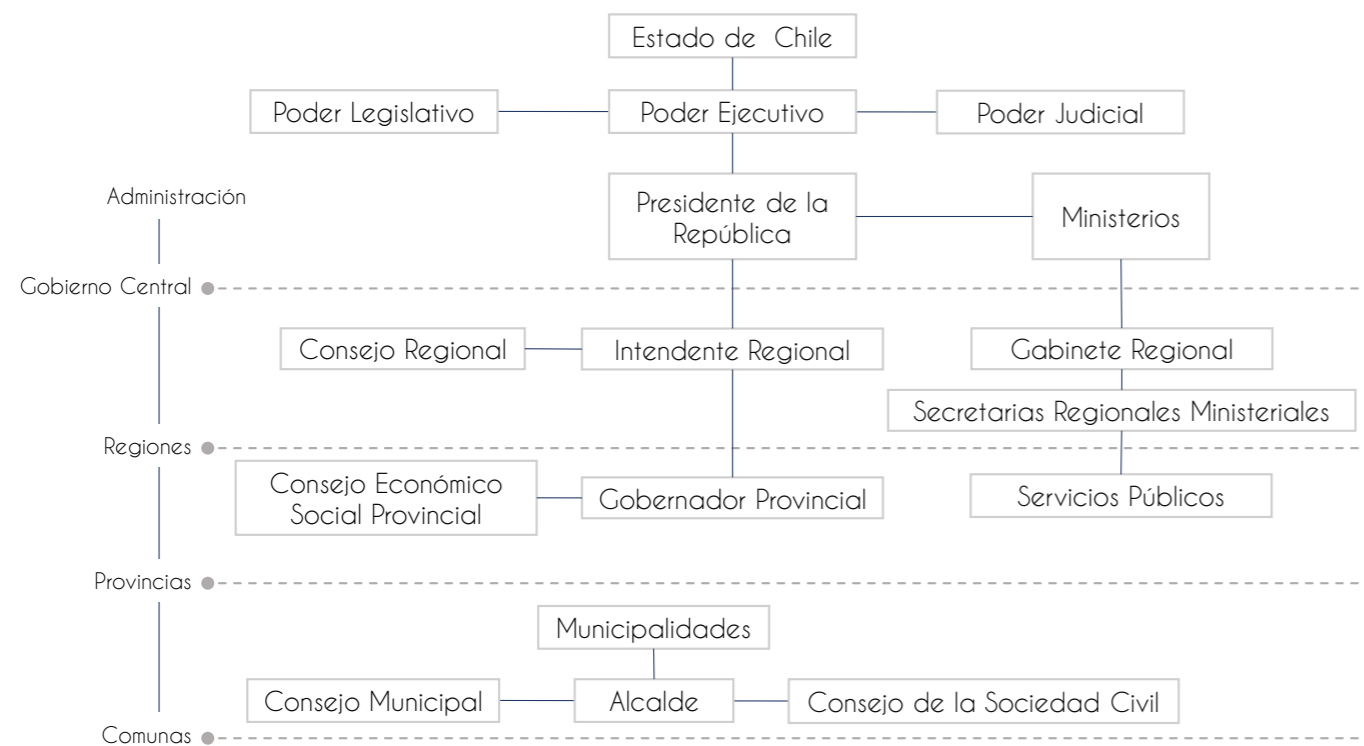 Estado de Chile
Poder Legislativo
Poder Ejecutivo
Poder Judicial
Administración
Presidente de la
República
Ministerios
Gobierno Central
Consejo Regional
Intendente Regional
Gabinete Regional
Secretarias Regionales Ministeriales
Regiones
Consejo Económico
Social Provincial
Gobernador Provincial
Servicios Públicos
Provincias
Municipalidades
Consejo Municipal
Alcalde
Consejo de la Sociedad Civil
Comunas